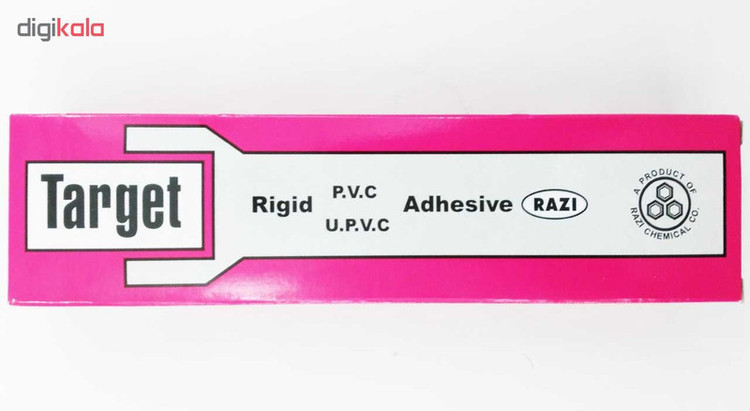 digikala
Target
Rigid P.V.C U.P.V.C Adhesive RAZI
A PRODUCT OF
RAZI CHEMICAL CO.